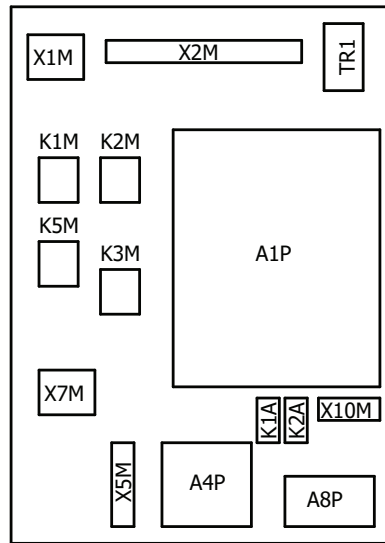 X1M
X2M
TR1
K1M
K2M
K5M
K3M
A1P
X7M
K1A
K2A
X10M
X5M
A4P
A8P